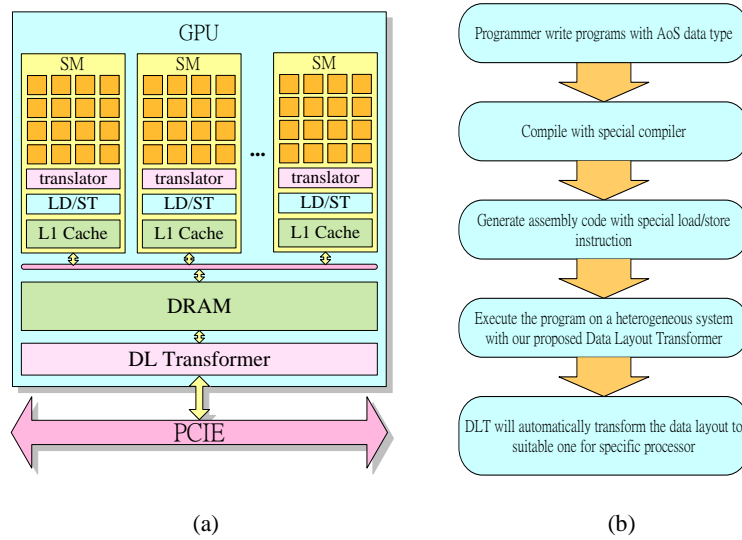 GPU
SM
SM
SM
...
translator
translator
translator
LD/ST
LD/ST
LD/ST
L1 Cache
L1 Cache
L1 Cache
DRAM
DL Transformer
PCIE
(a)
Programmer write programs with AoS data type
Compile with special compiler
Generate assembly code with special load/store
instruction
Execute the program on a heterogeneous system
with our proposed Data Layout Transformer
DLT will automatically transform the data layout to
suitable one for specific processor
(b)